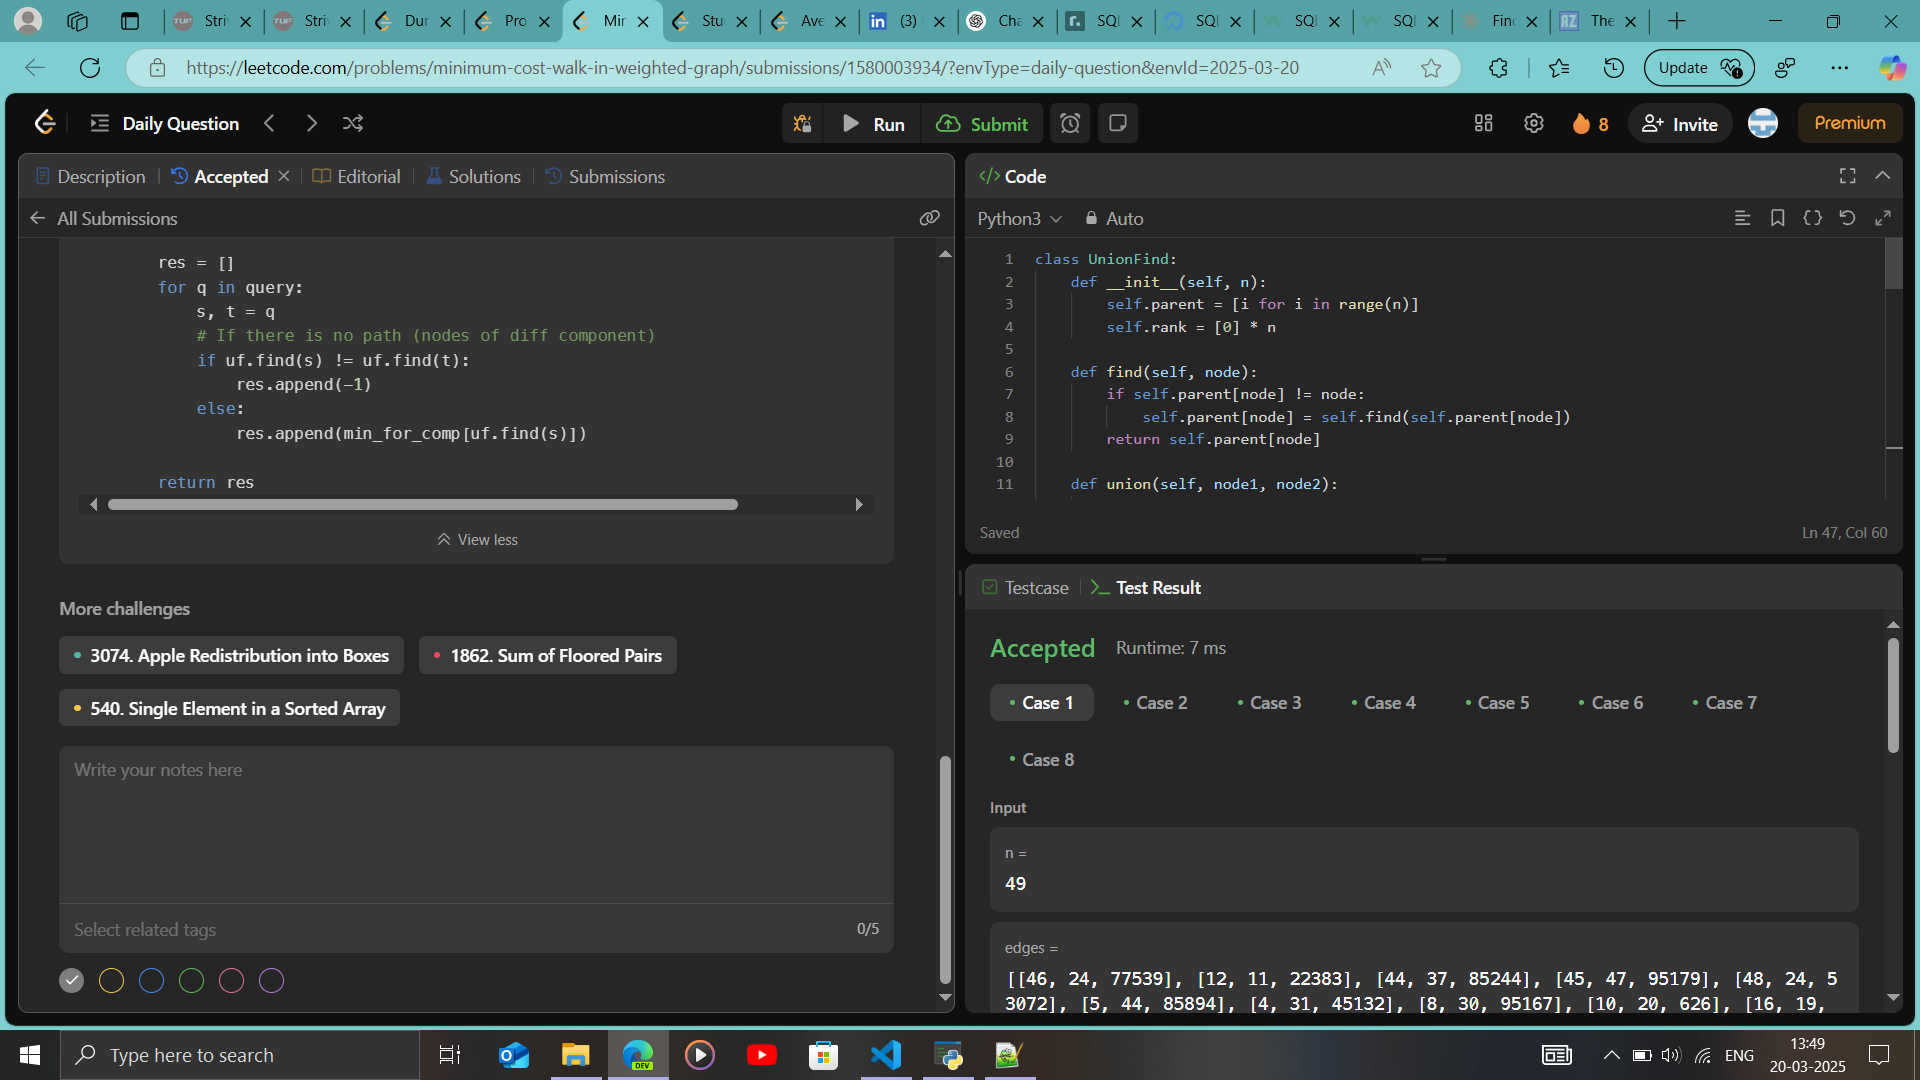 Striv
Striv
Dur
Pro
Mir
Stud
Ave
(3)
Cha
SQL
SQL
SQL
SQL
Find
The
https://leetcode.com/problems/minimum-cost-walk-in-weighted-graph/submissions/1580003934/?envType=daily-question&envId=2025-03-20
Update
Daily Question
Run
Submit
8
Invite
Premium
Description
Accepted
Editorial
Solutions
Submissions
All Submissions
res = []
for q in query:
s, t = q
# If there is no path (nodes of diff component)
if uf.find(s) != uf.find(t):
res.append(-1)
else:
res.append(min_for_comp[uf.find(s)])
return res
View less
More challenges
3074. Apple Redistribution into Boxes
1862. Sum of Floored Pairs
540. Single Element in a Sorted Array
Write your notes here
Select related tags
0/5
</> Code
Python3
Auto
1 class UnionFind:
2 def __init__(self, n):
3 self.parent = [i for i in range(n)]
4 self.rank = [0] * n
5
6 def find(self, node):
7 if self.parent[node] != node:
8 self.parent[node] = self.find(self.parent[node])
9 return self.parent[node]
10
11 def union(self, node1, node2):
Saved
Ln 47, Col 60
Testcase
Test Result
Accepted
Runtime: 7 ms
Case 1
Case 2
Case 3
Case 4
Case 5
Case 6
Case 7
Case 8
Input
n =
49
edges =
[[46, 24, 77539], [12, 11, 22383], [44, 37, 85244], [45, 47, 95179], [48, 24, 5
3072], [5, 44, 85894], [4, 31, 45132], [8, 30, 95167], [10, 20, 626], [16, 19,
Type here to search
DEV
ENG
13:49
20-03-2025